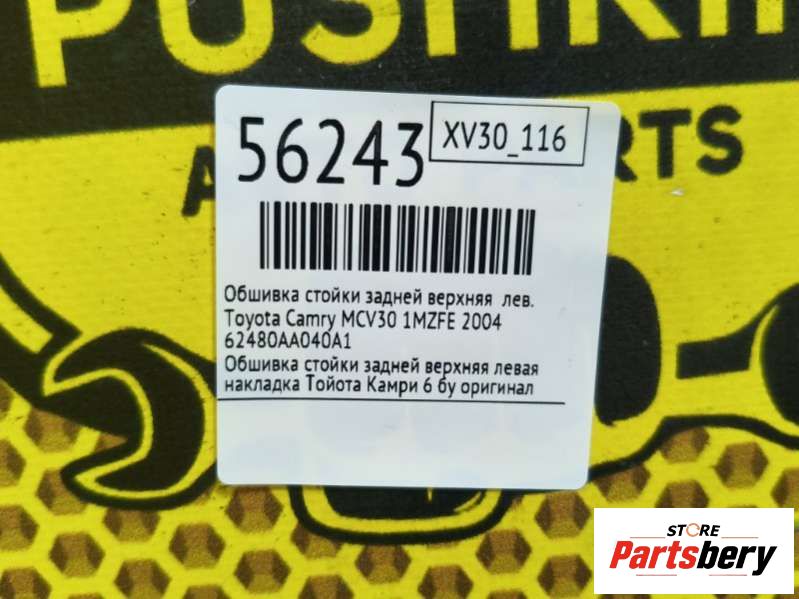 PUSHKIN
56243
XV30_116
Обшивка стойки задней верхняя лев.
Toyota Camry MCV30 1MZFE 2004
62480AA040A1
Обшивка стойки задней верхняя левая
накладка Тойота Камри 6 бу оригинал
STORE
Partsbery